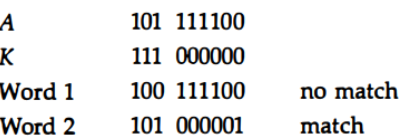 A 101 111100
K 111 000000
Word 1 100 111100 no match
Word 2 101 000001 match